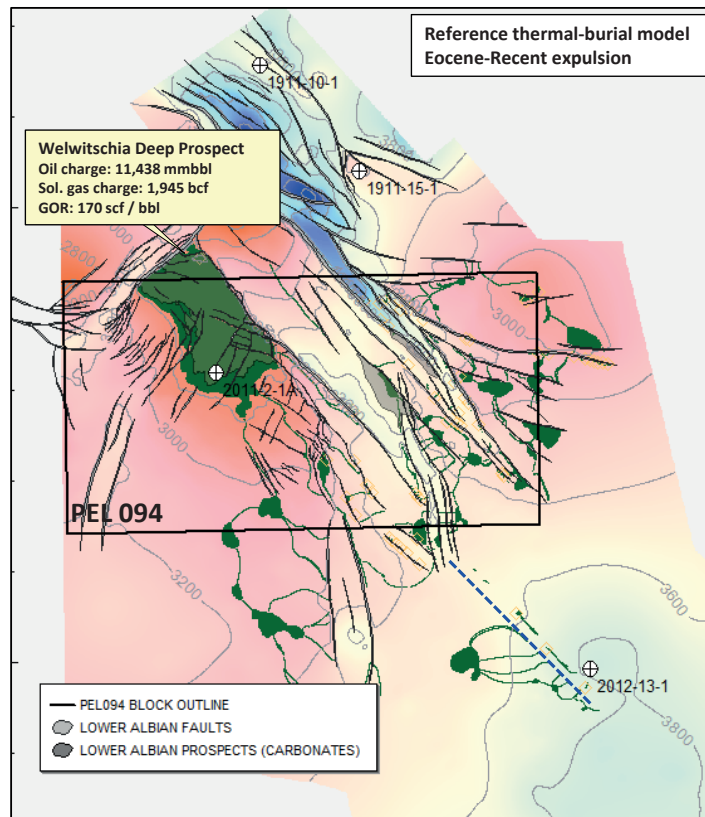 Reference thermal-burial model
Eocene-Recent expulsion
1911-10-1
3800
Welwitschia Deep Prospect
Oil charge: 11,438 mmbbl
Sol. gas charge: 1,945 bcf
GOR: 170 scf / bbl
1911-15-1
2800
3000
2011-2-1A
3000
PEL 094
3200
3600
2012-13-1
3800
PEL094 BLOCK OUTLINE
LOWER ALBIAN FAULTS
LOWER ALBIAN PROSPECTS (CARBONATES)